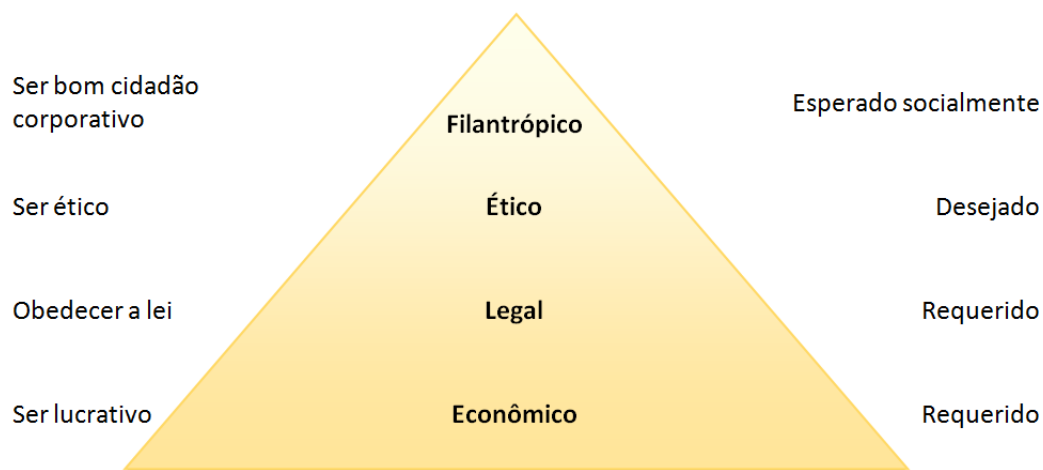 Ser bom cidadão
corporativo
Filantrópico
Esperado socialmente
Ser ético
Ético
Desejado
Obedecer a lei
Legal
Requerido
Ser lucrativo
Econômico
Requerido